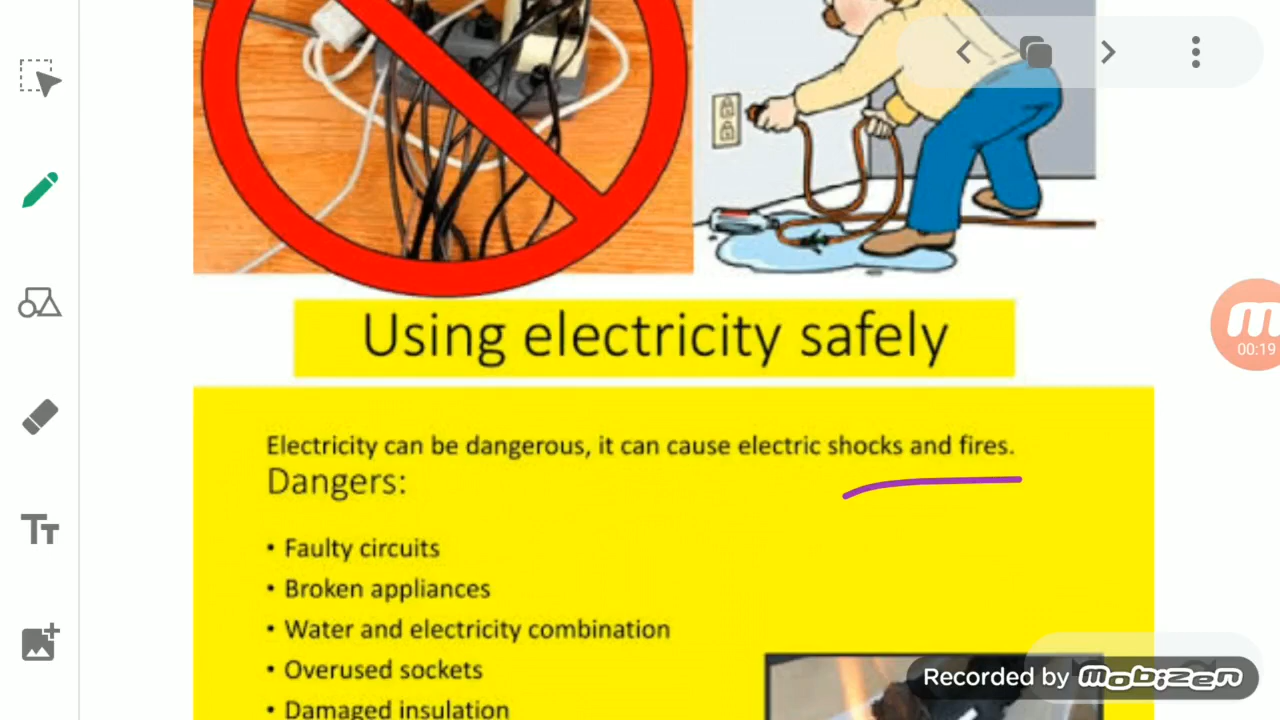 00:19
Using electricity safely
Electricity can be dangerous, it can cause electric shocks and fires.
Dangers:
• Faulty circuits
• Broken appliances
• Water and electricity combination
• Overused sockets
• Damaged insulation
Recorded by mobizen
TT